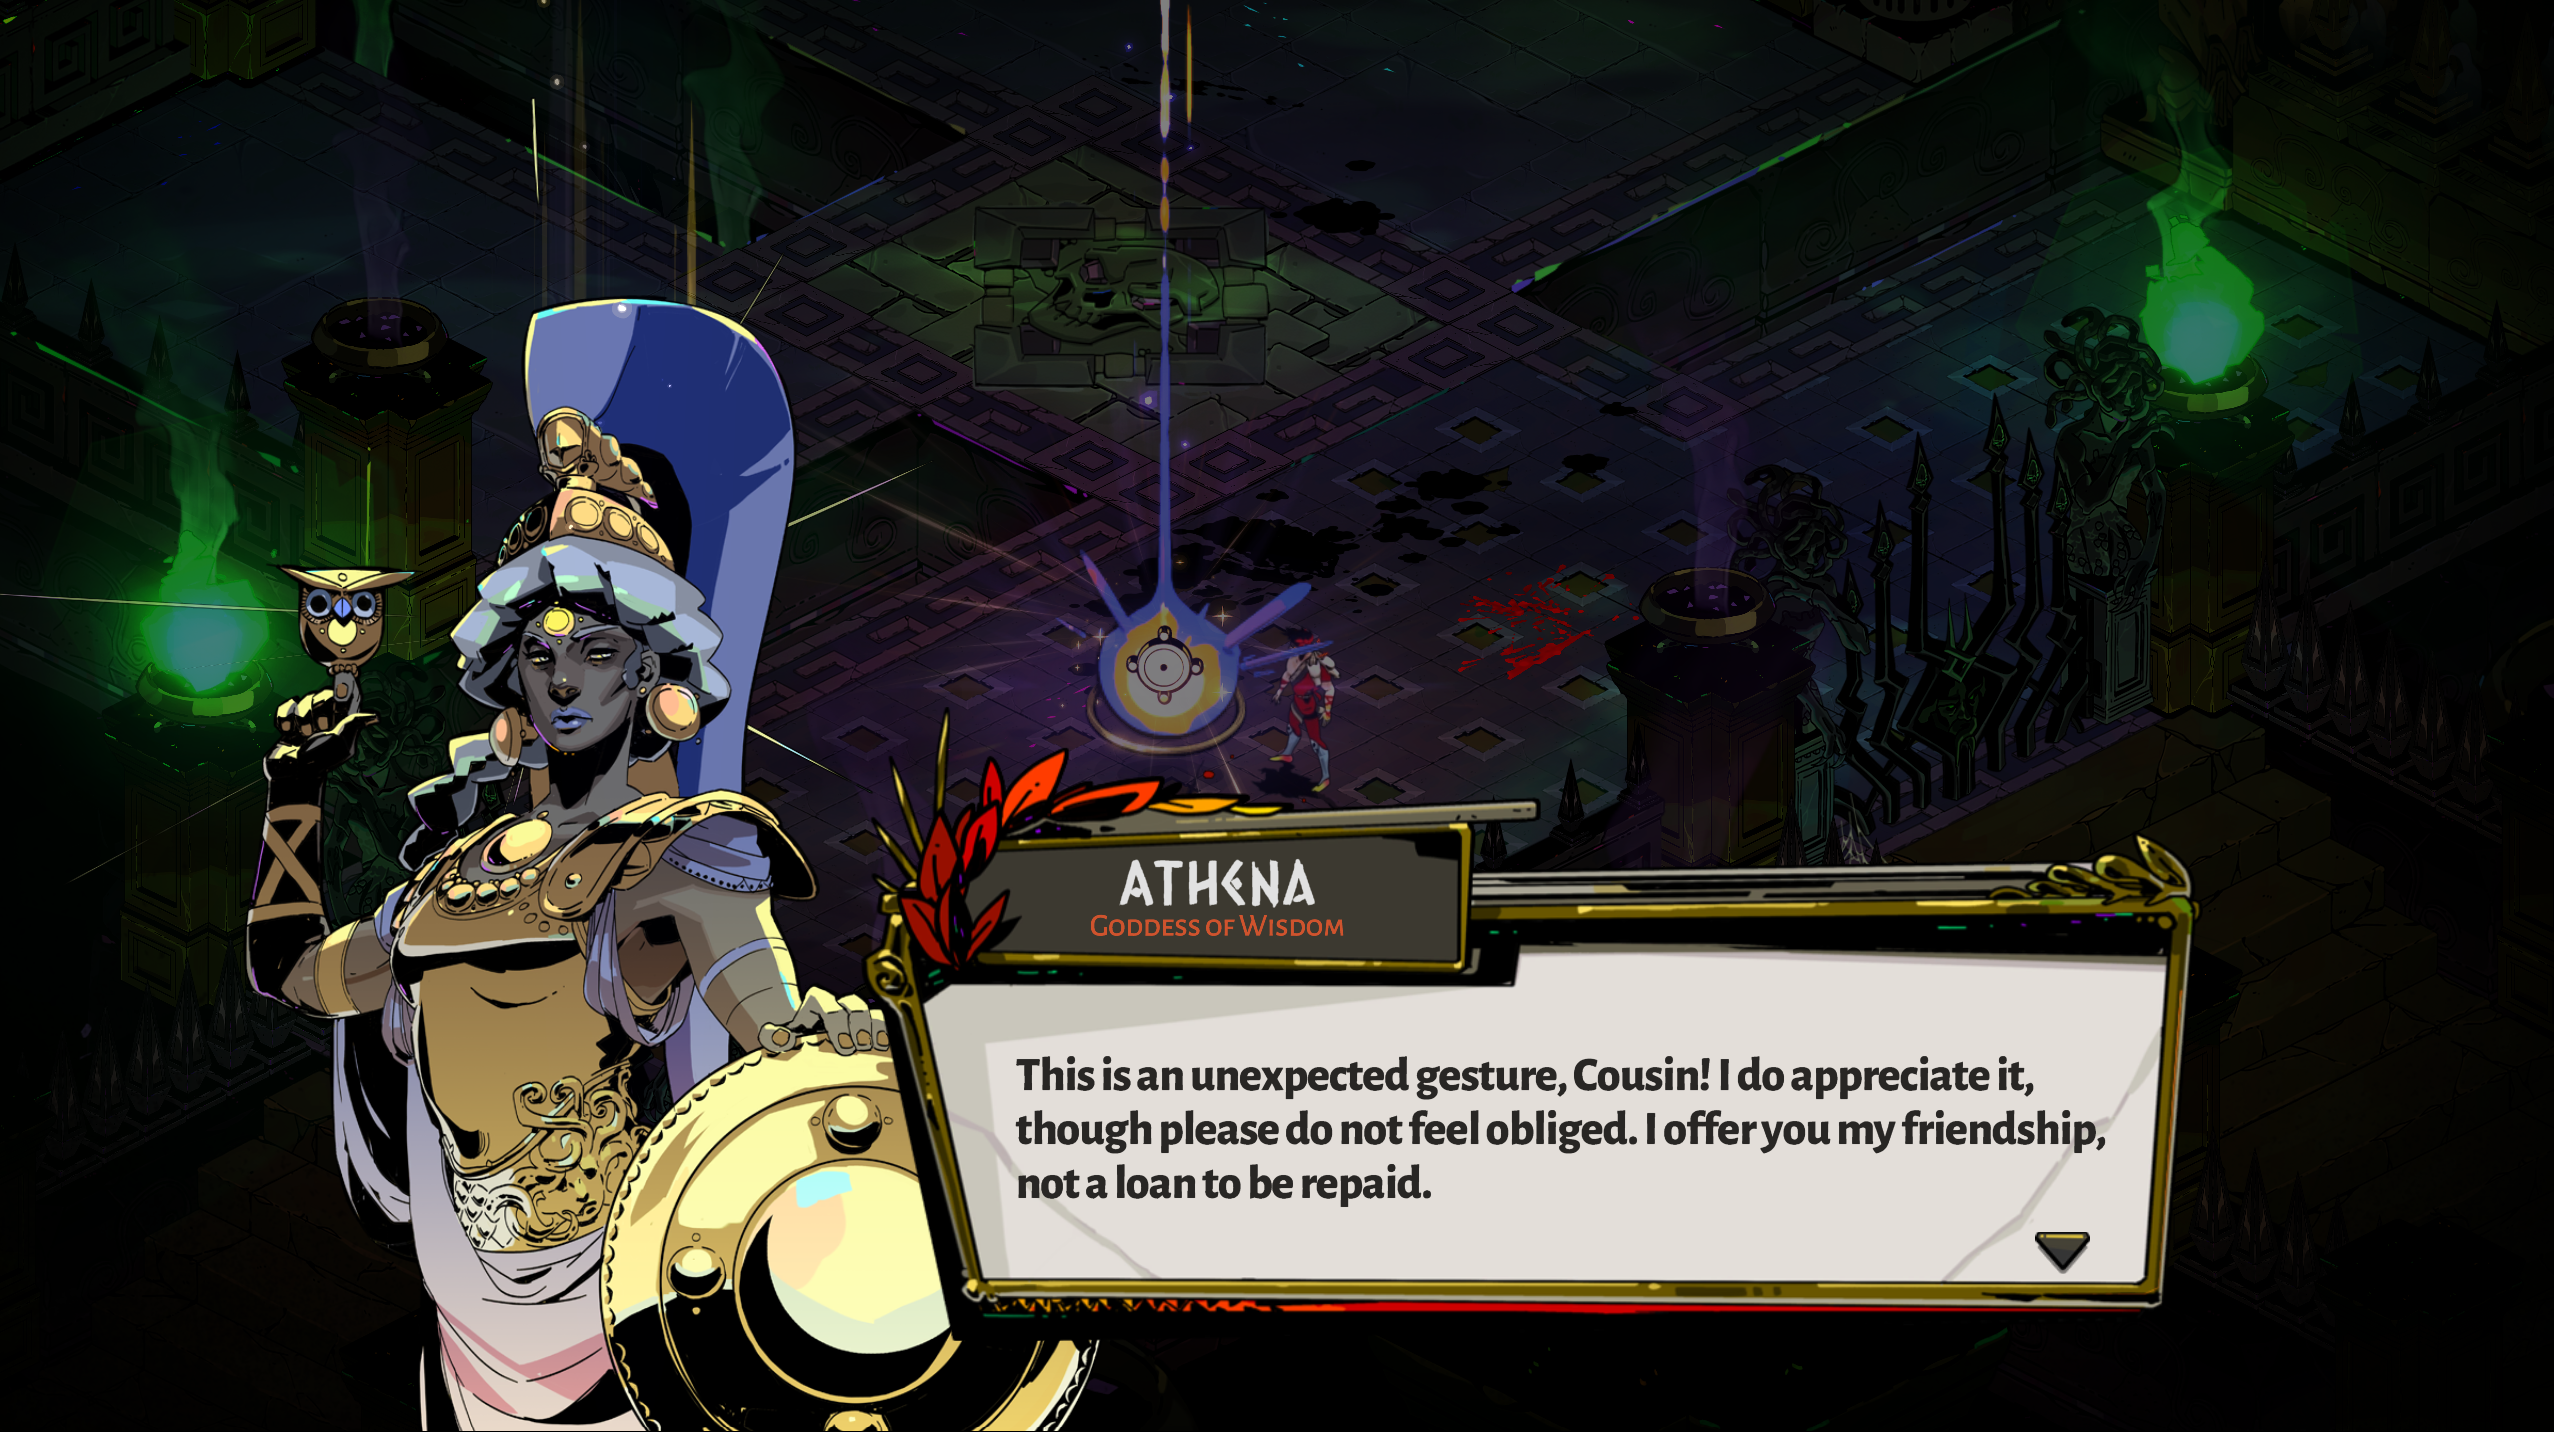 ATHENA
Goddess of Wisdom
This is an unexpected gesture, Cousin! I do appreciate it,
though please do not feel obliged. I offer you my friendship,
not a loan to be repaid.